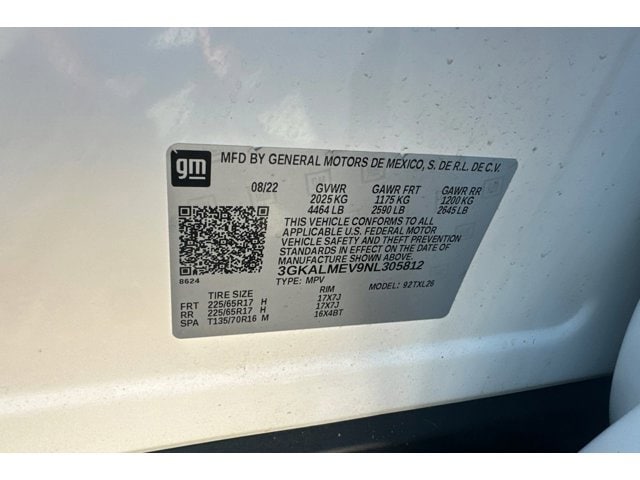 gm
MFD BY GENERAL MOTORS DE MEXICO, S. DE R.L. DE C.V.
08/22 GVWR GAWR FRT GAWR RR
2025 KG 1175 KG 1200 KG
4464 LB 2590 LB 2645 LB
THIS VEHICLE CONFORMS TO ALL
APPLICABLE U.S. FEDERAL MOTOR
VEHICLE SAFETY AND THEFT PREVENTION
STANDARDS IN EFFECT ON THE DATE OF
MANUFACTURE SHOWN ABOVE.
3GKALMEV9NL305812
8624
TYPE: MPV MODEL: 92TXL26
TIRE SIZE RIM
FRT 225/65R17 H 17X7J
RR 225/65R17 H 17X7J
SPA T135/70R16 M 16X4BT